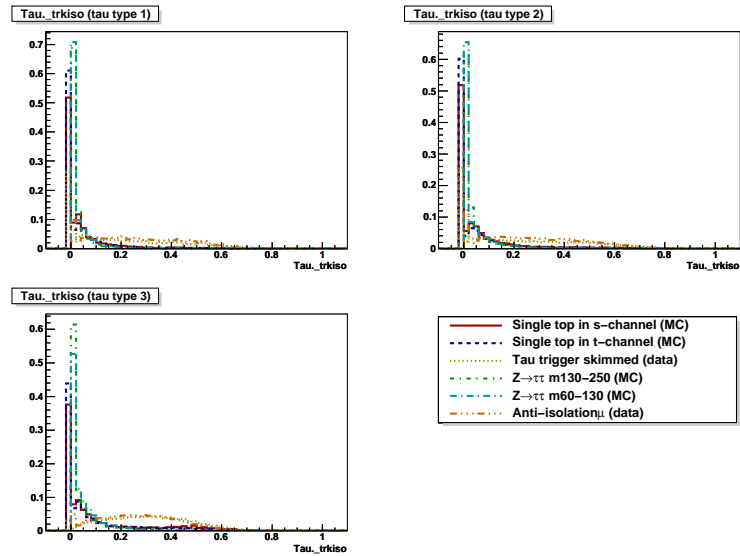 Tau._trkiso (tau type 1)
0.7
0.6
0.5
0.4
0.3
0.2
0.1
0
0 0.2 0.4 0.6 0.8 1
Tau._trkiso
Tau._trkiso (tau type 2)
0.6
0.5
0.4
0.3
0.2
0.1
0
0 0.2 0.4 0.6 0.8 1
Tau._trkiso
Tau._trkiso (tau type 3)
0.6
0.5
0.4
0.3
0.2
0.1
0
0 0.2 0.4 0.6 0.8 1
Tau._trkiso
Single top in s−channel (MC)
Single top in t−channel (MC)
Tau trigger skimmed (data)
Z→ττ m130−250 (MC)
Z→ττ m60−130 (MC)
Anti−isolationμ (data)